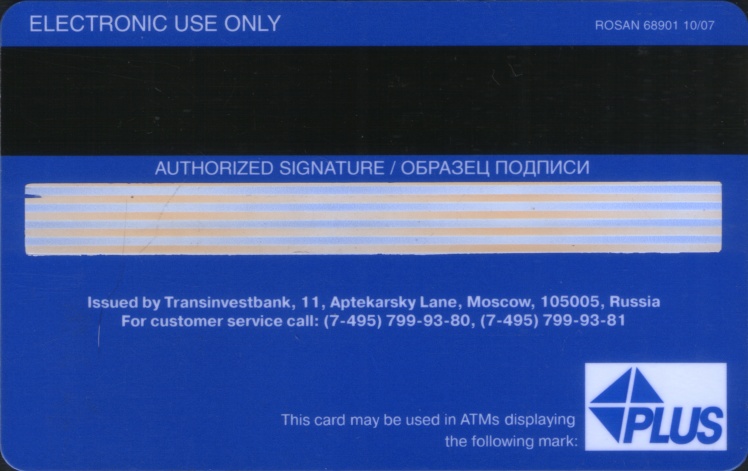 ELECTRONIC USE ONLY
ROSAN 68901 10/07
AUTHORIZED SIGNATURE / ОБРАЗЕЦ ПОДПИСИ
Issued by Transinvestbank, 11, Aptekarsky Lane, Moscow, 105005, Russia
For customer service call: (7-495) 799-93-80, (7-495) 799-93-81
This card may be used in ATMs displaying
the following mark:
PLUS